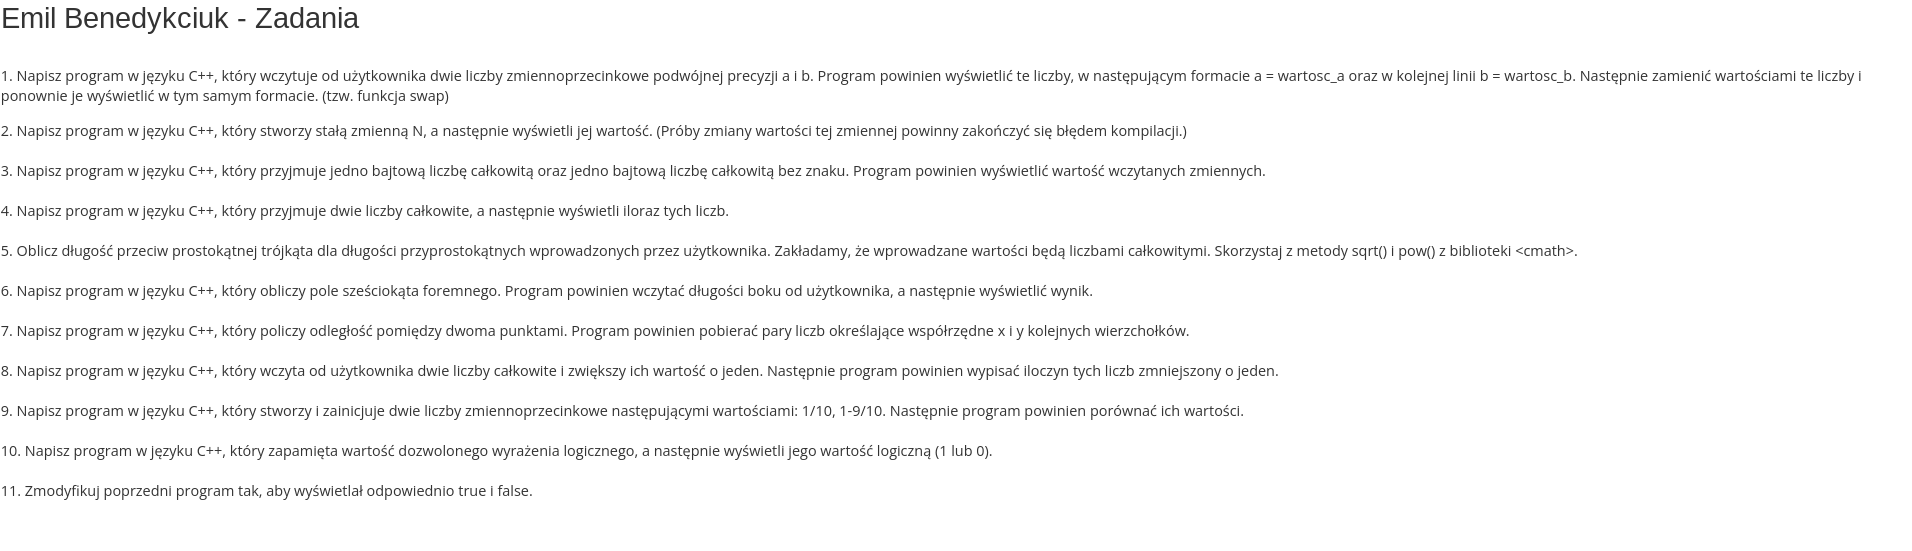 Emil Benedykciuk - Zadania
1. Napisz program w języku C++, który wczytuje od użytkownika dwie liczby zmiennoprzecinkowe podwójnej precyzji a i b. Program powinien wyświetlić te liczby, w następującym formacie a = wartosc_a oraz w kolejnej linii b = wartosc_b. Następnie zamienić wartościami te liczby i
ponownie je wyświetlić w tym samym formacie. (tzw. funkcja swap)
2. Napisz program w języku C++, który stworzy stałą zmienną N, a następnie wyświetli jej wartość. (Próby zmiany wartości tej zmiennej powinny zakończyć się błędem kompilacji.)
3. Napisz program w języku C++, który przyjmuje jedno bajtową liczbę całkowitą oraz jedno bajtową liczbę całkowitą bez znaku. Program powinien wyświetlić wartość wczytanych zmiennych.
4. Napisz program w języku C++, który przyjmuje dwie liczby całkowite, a następnie wyświetli iloraz tych liczb.
5. Oblicz długość przeciw prostokątnej trójkąta dla długości przyprostokątnych wprowadzonych przez użytkownika. Zakładamy, że wprowadzane wartości będą liczbami całkowitymi. Skorzystaj z metody sqrt() i pow() z biblioteki <cmath>.
6. Napisz program w języku C++, który obliczy pole sześciokąta foremnego. Program powinien wczytać długości boku od użytkownika, a następnie wyświetlić wynik.
7. Napisz program w języku C++, który policzy odległość pomiędzy dwoma punktami. Program powinien pobierać pary liczb określające współrzędne x i y kolejnych wierzchołków.
8. Napisz program w języku C++, który wczyta od użytkownika dwie liczby całkowite i zwiększy ich wartość o jeden. Następnie program powinien wypisać iloczyn tych liczb zmniejszony o jeden.
9. Napisz program w języku C++, który stworzy i zainicjuje dwie liczby zmiennoprzecinkowe następującymi wartościami: 1/10, 1-9/10. Następnie program powinien porównać ich wartości.
10. Napisz program w języku C++, który zapamięta wartość dozwolonego wyrażenia logicznego, a następnie wyświetli jego wartość logiczną (1 lub 0).
11. Zmodyfikuj poprzedni program tak, aby wyświetlał odpowiednio true i false.